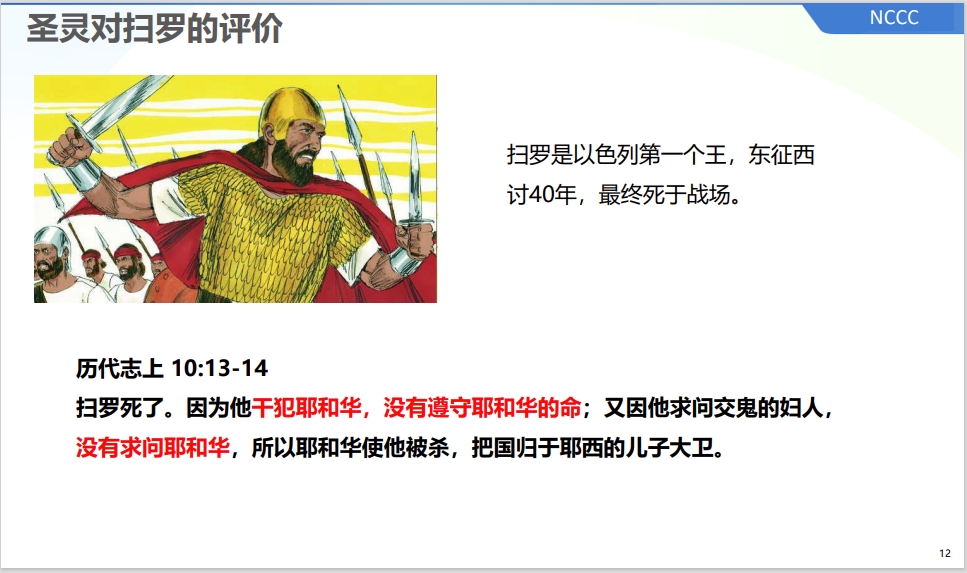 圣灵对扫罗的评价
NCCC
扫罗是以色列第一个王，东征西
讨40年，最终死于战场。
历代志上 10:13-14
扫罗死了。因为他干犯耶和华，没有遵守耶和华的命；又因他求问交鬼的妇人，
没有求问耶和华，所以耶和华使他被杀，把国归于耶西的儿子大卫。
12